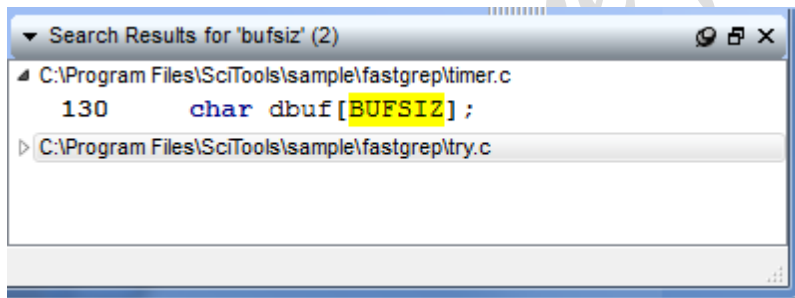 Search Results for 'bufsiz' (2)
C:\Program Files\SciTools\sample\fastgrep\timer.c
130 char dbuf[BUFSIZ];
C:\Program Files\SciTools\sample\fastgrep\try.c